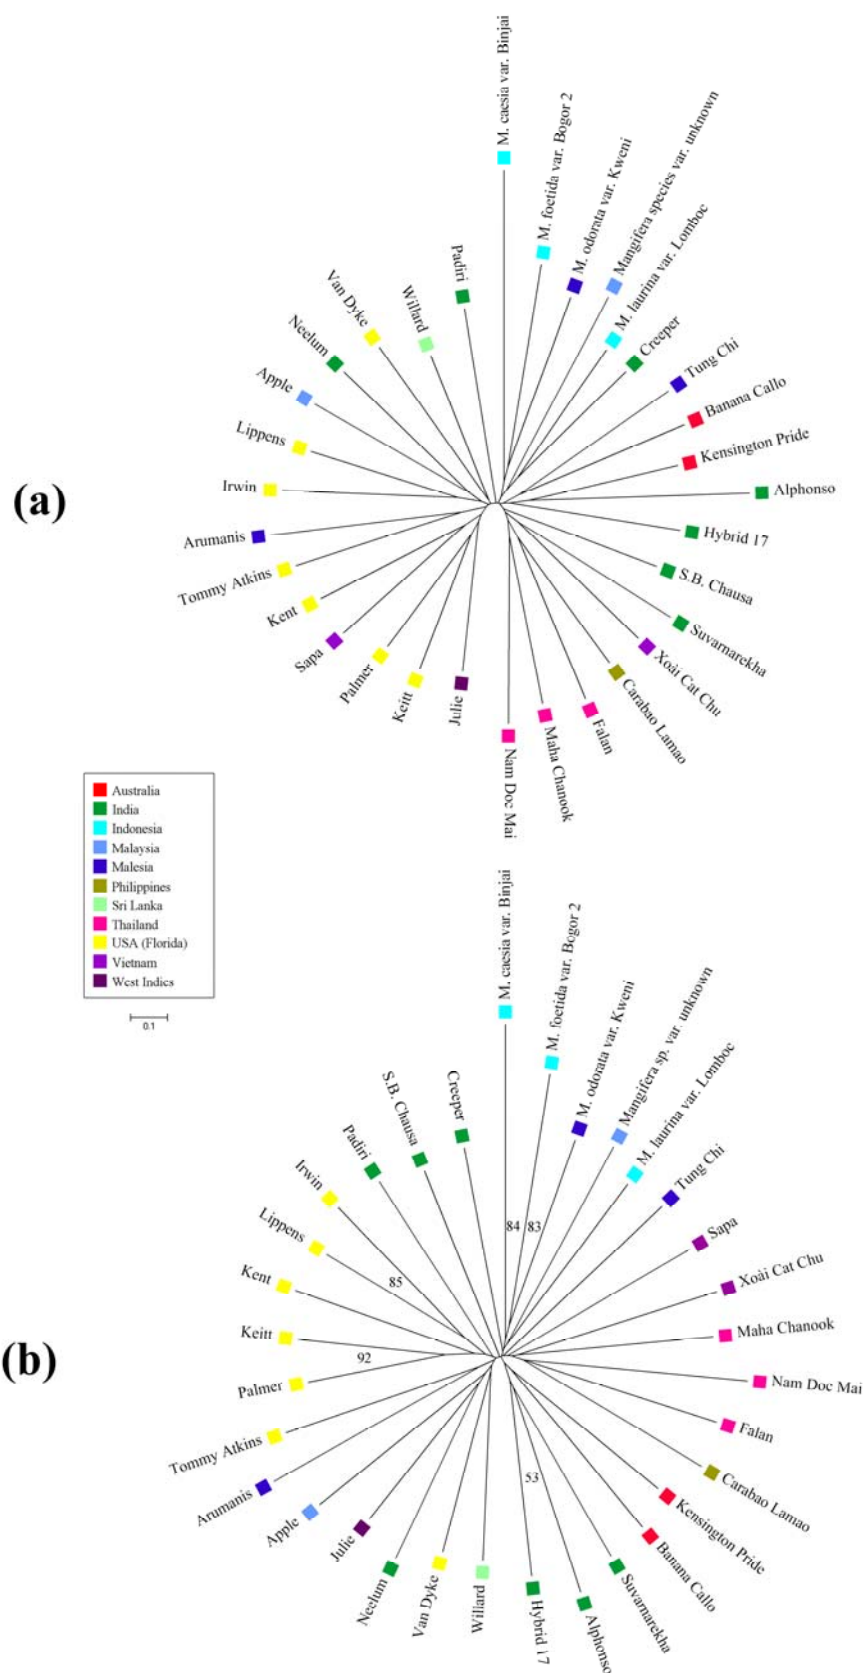 (a)
M. caesia var. Binjai
M. foetida var. Bogor 2
M. odorata var. Kweni
Mangifera species var. unknown
M. laurina var. Lomboc
Creeper
Tung Chi
Banana Callo
Kensington Pride
Alphonso
Hybrid 17
S.B. Chausa
Suvarnarekha
Xoài Cat Chu
Carabao Lamao
Falan
Maha Chanook
Nam Doc Mai
Julie
Keitt
Palmer
Sapa
Kent
Tommy Atkins
Arumanis
Irwin
Lippens
Apple
Neelum
Van Dyke
Willard
Padiri
Australia
India
Indonesia
Malaysia
Malesia
Philippines
Sri Lanka
Thailand
USA (Florida)
Vietnam
West Indies
0.1
(b)
M. caesia var. Binjai
M. foetida var. Bogor 2
M. odorata var. Kweni
Mangifera sp. var. unknown
M. laurina var. Lomboc
Tung Chi
Sapa
Xoài Cat Chu
Maha Chanook
Nam Doc Mai
Falan
Carabao Lamao
Kensington Pride
Banana Callo
Suvarnarekha
Alphonso
Hybrid 17
Willard
Van Dyke
Neelum
Julie
Apple
Arumanis
Tommy Atkins
Palmer
Keitt
Kent
Lippens
Irwin
Padiri
S.B. Chausa
Creeper
84
83
85
92
53